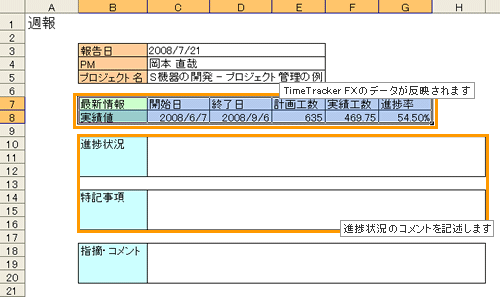 A B C D E F G H
1 週報
2
3 報告日 2008/7/21
4 PM 岡本 直哉
5 プロジェクト名 S機器の開発 - プロジェクト管理の例
6 TimeTracker FXのデータが反映されます
7 最新情報 開始日 終了日 計画工数 実績工数 進捗率
8 実績値 2008/6/7 2008/9/6 635 469.75 54.50%
9
10 進捗状況
11
12
13
14 特記事項
15
16 進捗状況のコメントを記述します
17
18 指摘・コメント
19
20
21